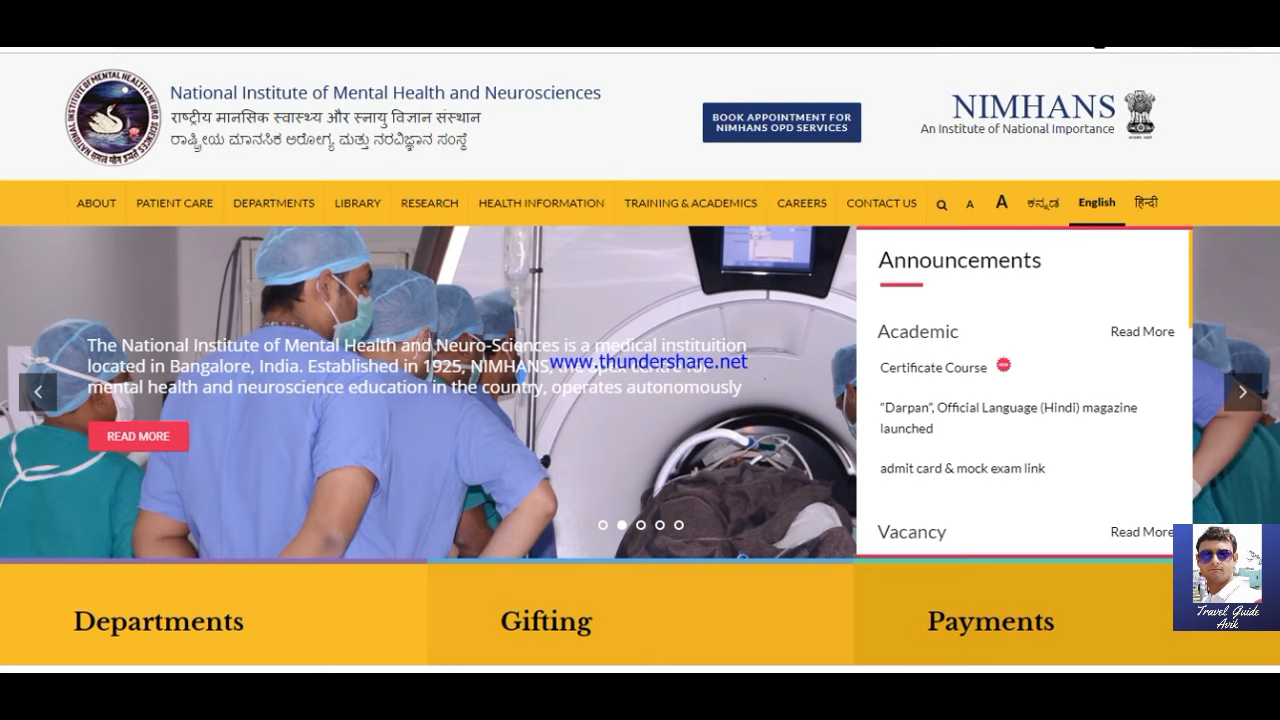 National Institute of Mental Health and Neurosciences
राष्ट्रीय मानसिक स्वास्थ्य और स्नायु विज्ञान संस्थान
ರಾಷ್ಟ್ರೀಯ ಮಾನಸಿಕ ಆರೋಗ್ಯ ಮತ್ತು ನರವಿಜ್ಞಾನ ಸಂಸ್ಥೆ
BOOK APPOINTMENT FOR
NIMHANS OPD SERVICES
NIMHANS
An Institute of National Importance
ABOUT PATIENT CARE DEPARTMENTS LIBRARY RESEARCH HEALTH INFORMATION TRAINING & ACADEMICS CAREERS CONTACT US A A ಕನ್ನಡ English हिन्दी
The National Institute of Mental Health and Neuro-Sciences is a medical instituition
located in Bangalore, India. Established in 1925, NIMHANS, the apex centre for
www.thundershare.net
mental health and neuroscience education in the country, operates autonomously
READ MORE
Announcements
Academic Read More
Certificate Course
"Darpan", Official Language (Hindi) magazine
launched
admit card & mock exam link
Vacancy Read More
Departments
Gifting
Payments
Travel Guide
Avik